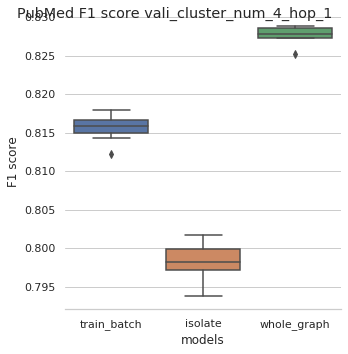 PubMed F1 score vali_cluster_num_4_hop_1
0.830
0.825
0.820
0.815
0.810
0.805
0.800
0.795
F1 score
train_batch isolate whole_graph
models